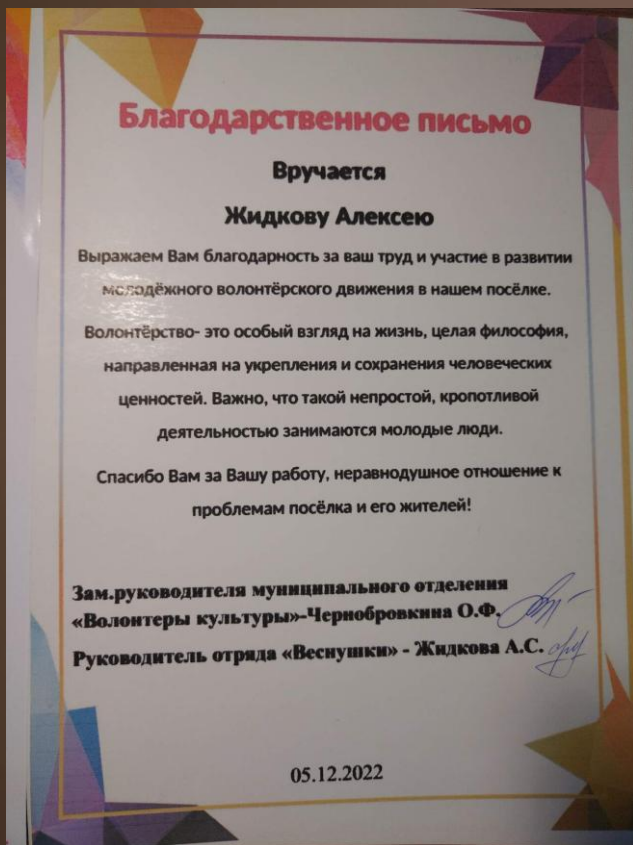 Благодарственное письмо
Вручается
Жидкову Алексею
Выражаем Вам благодарность за ваш труд и участие в развитии
молодёжного волонтёрского движения в нашем посёлке.
Волонтёрство- это особый взгляд на жизнь, целая философия,
направленная на укрепления и сохранения человеческих
ценностей. Важно, что такой непростой, кропотливой
деятельностью занимаются молодые люди.
Спасибо Вам за Вашу работу, неравнодушное отношение к
проблемам посёлка и его жителей!
Зам.руководителя муниципального отделения
«Волонтеры культуры»-Чернобровкина О.Ф.
Руководитель отряда «Веснушки» - Жидкова А.С.
05.12.2022